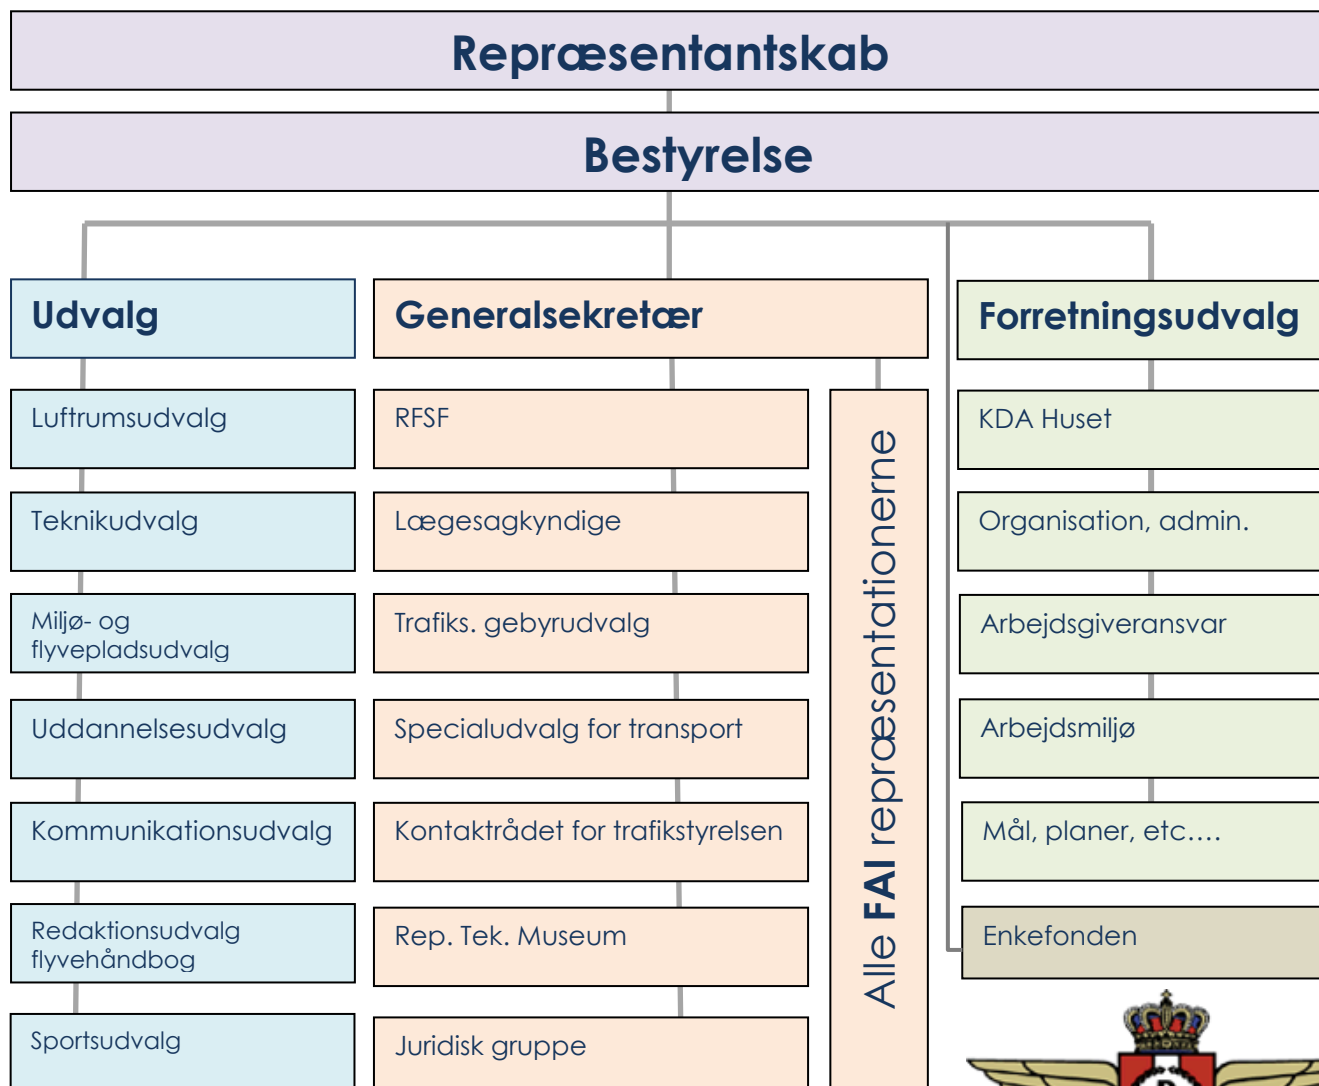 Repræsentantskab
Bestyrelse
Udvalg
Luftrumsudvalg
Teknikudvalg
Miljø- og
flyvepladsudvalg
Uddannelsesudvalg
Kommunikationsudvalg
Redaktionsudvalg
flyvehåndbog
Sportsudvalg
Generalsekretær
RFSF
Lægesagkyndige
Trafiks. gebyrudvalg
Specialudvalg for transport
Kontaktrådet for trafikstyrelsen
Rep. Tek. Museum
Juridisk gruppe
Alle FAI repræsentationerne
Forretningsudvalg
KDA Huset
Organisation, admin.
Arbejdsgiveransvar
Arbejdsmiljø
Mål, planer, etc....
Enkefonden